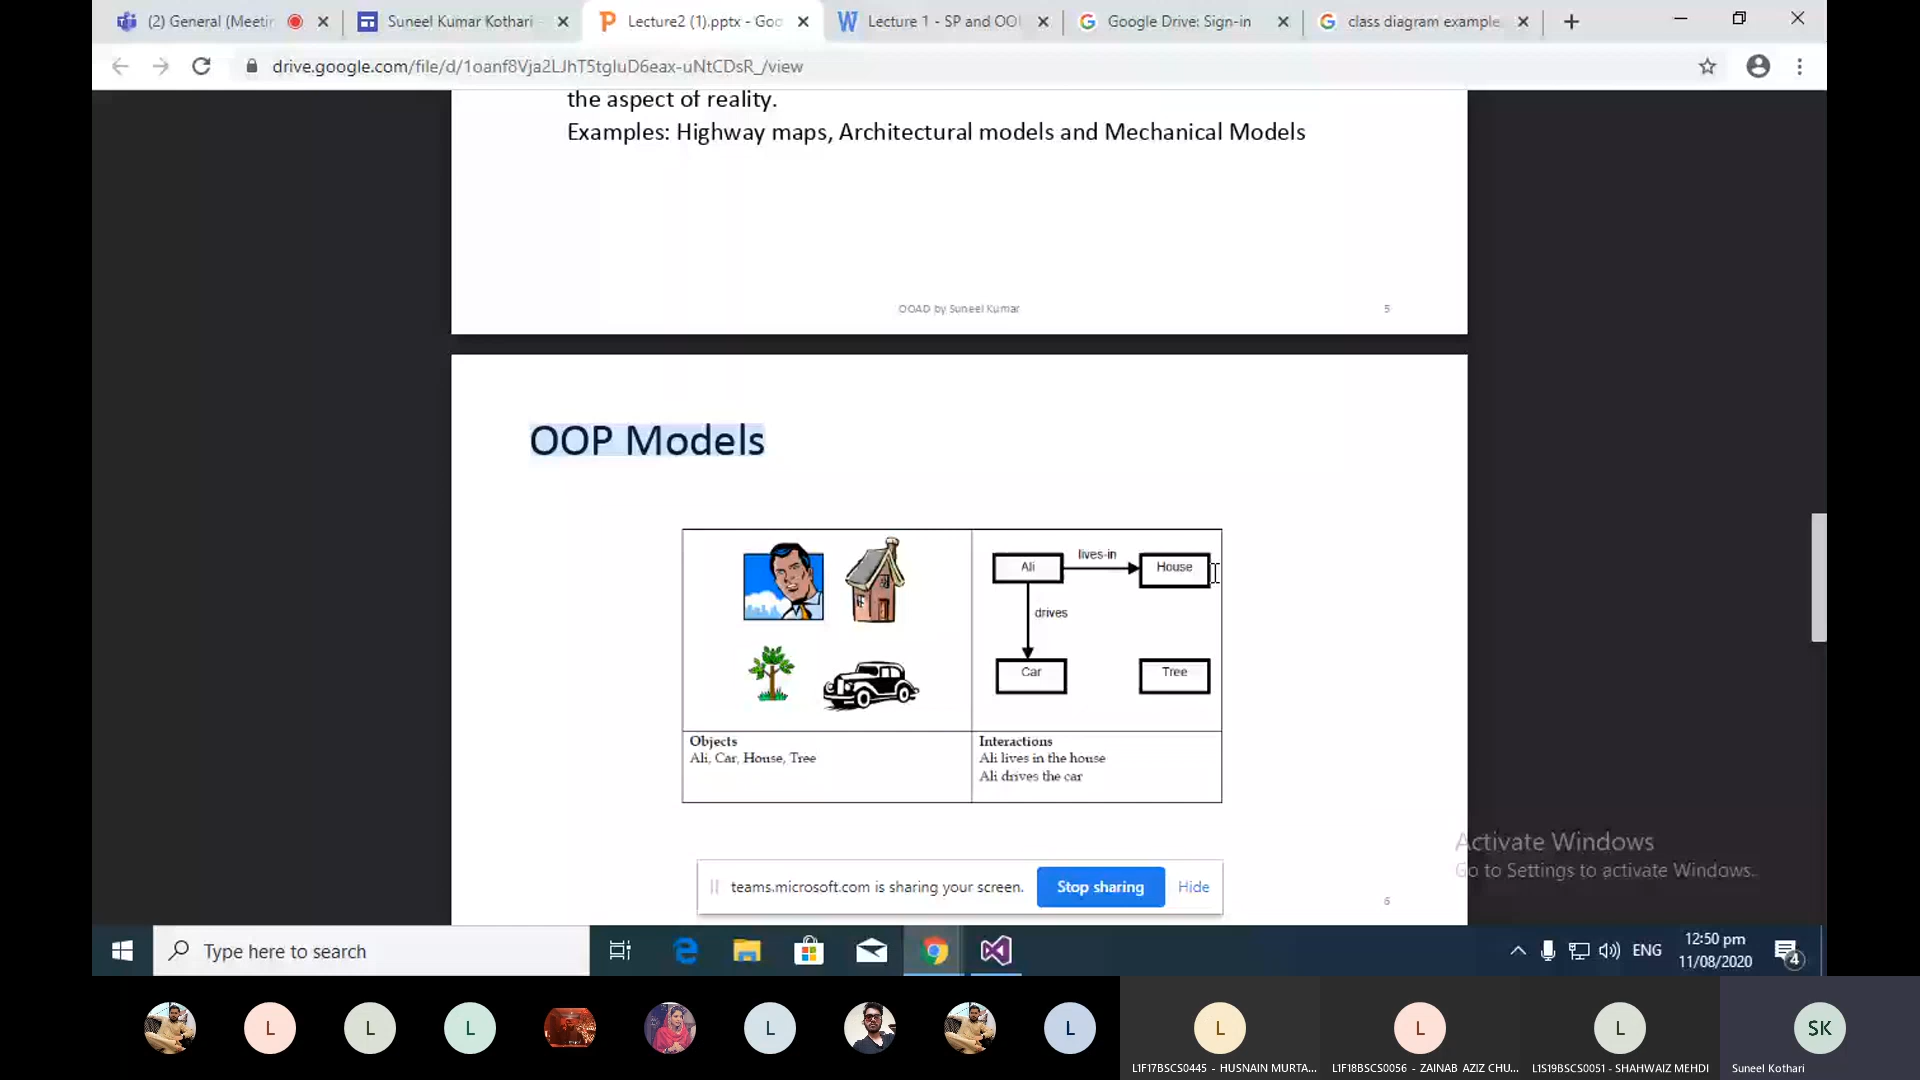 (2) General (Meetir
Suneel Kumar Kothari
Lecture2 (1).pptx - Goo
Lecture 1 - SP and OO
Google Drive: Sign-in
class diagram example
drive.google.com/file/d/1oanf8Vja2LJhT5tgluD6eax-uNtCDsR_/view
the aspect of reality.
Examples: Highway maps, Architectural models and Mechanical Models
OOAD by Suneel Kumar
5
OOP Models
Ali
lives-in
House
drives
Car
Tree
Objects
Ali, Car, House, Tree
Interactions
Ali lives in the house
Ali drives the car
Activate Windows
Go to Settings to activate Windows.
teams.microsoft.com is sharing your screen.
Stop sharing
Hide
6
Type here to search
ENG
12:50 pm
11/08/2020
4
L
L
L
L
L
L
L
L
SK
L1F17BSCS0445 - HUSNAIN MURTA...
L1F18BSCS0056 - ZAINAB AZIZ CHU...
L1S19BSCS0051 - SHAHWAIZ MEHDI
Suneel Kothari